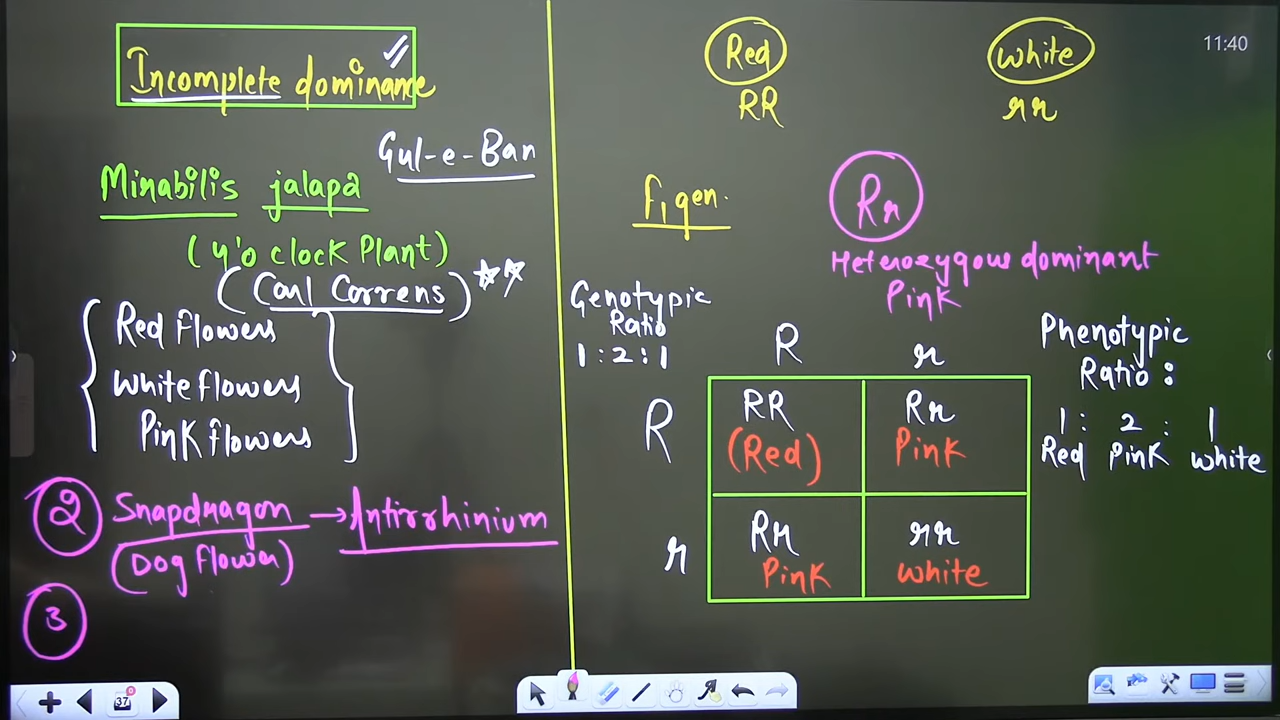 Incomplete dominance
Gul-e-Ban
Mirabilis jalapa
(4'o clock Plant)
(Carl Correns)
Red flowers
White flowers
Pink flowers
2 Snapdragon → Antirrhinium
(Dog flower)
3
Red
RR
White
rr
11:40
F1 gen.
Rr
Heterozygous dominant
Pink
Genotypic
Ratio
1 : 2 : 1
R r
R RR Rr
(Red) Pink
r Rr rr
Pink white
Phenotypic
Ratio :
1 : 2 : 1
Red Pink white
37
0